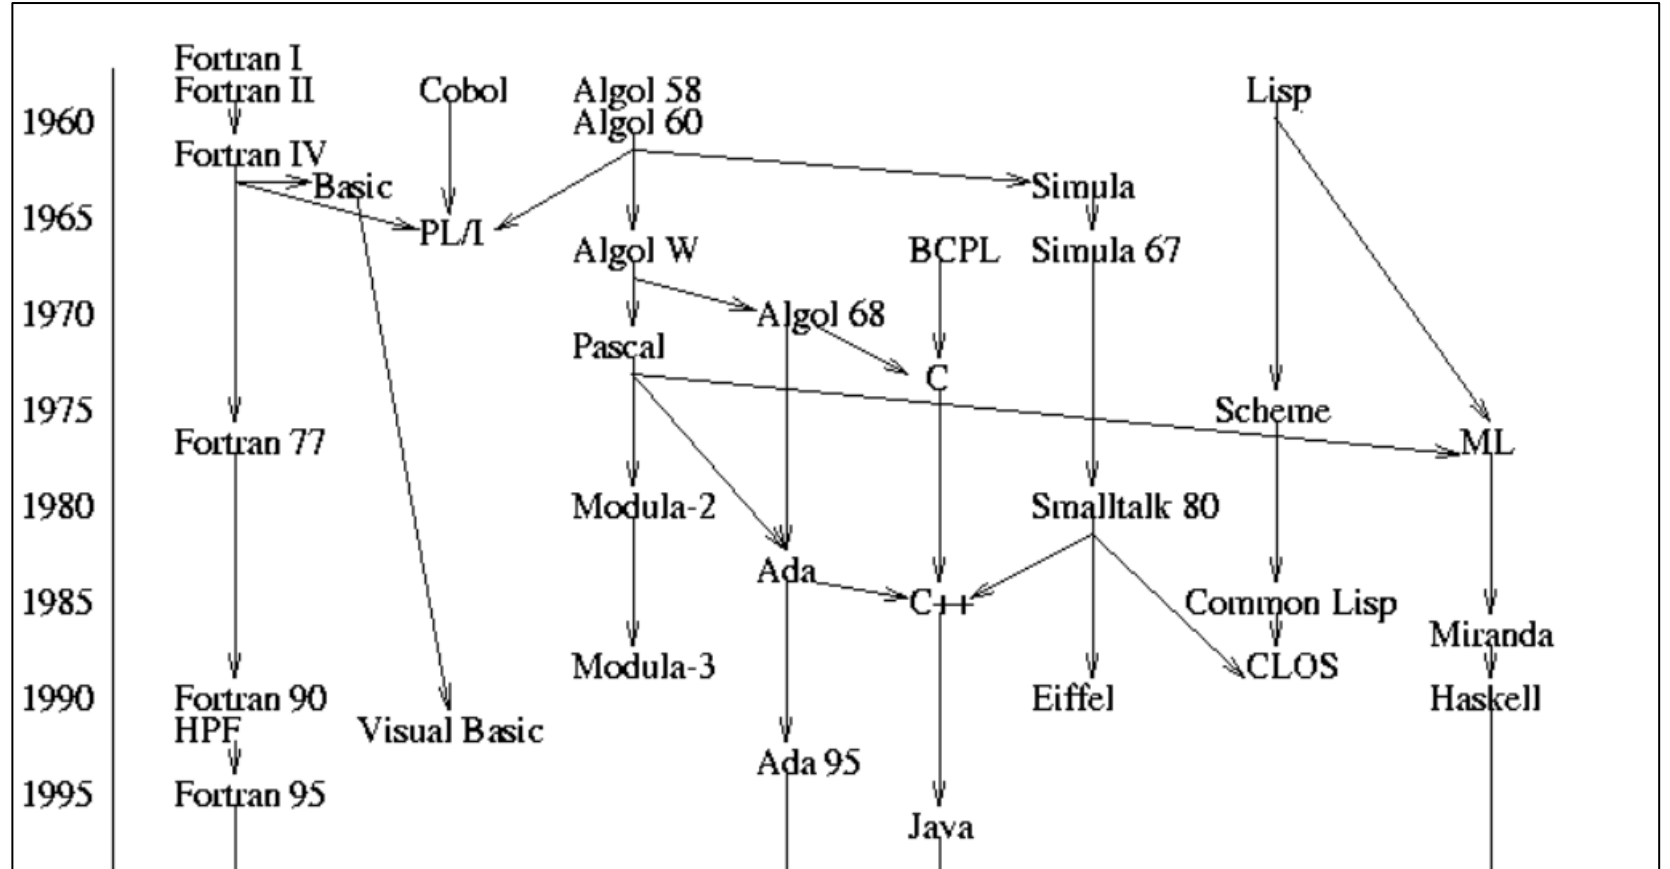 Fortran I
Fortran II Cobol Algol 58 Lisp
1960 Algol 60
Fortran IV
Basic Simula
1965 PL/I
Algol W BCPL Simula 67
1970 Algol 68
Pascal
C
1975 Scheme
Fortran 77 ML
1980 Modula-2 Smalltalk 80
Ada
1985 C++ Common Lisp
Miranda
Modula-3 CLOS
1990 Fortran 90 Eiffel Haskell
HPF Visual Basic
Ada 95
1995 Fortran 95
Java